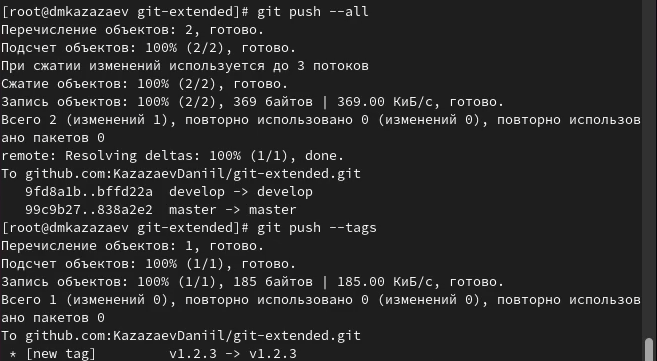 [root@dmkazazaev git-extended]# git push --all
Перечисление объектов: 2, готово.
Подсчет объектов: 100% (2/2), готово.
При сжатии изменений используется до 3 потоков
Сжатие объектов: 100% (2/2), готово.
Запись объектов: 100% (2/2), 369 байтов | 369.00 КиБ/с, готово.
Всего 2 (изменений 1), повторно использовано 0 (изменений 0), повторно использов
ано пакетов 0
remote: Resolving deltas: 100% (1/1), done.
To github.com:KazazaevDaniil/git-extended.git
   9fd8a1b..bffd22a  develop -> develop
   99c9b27..838a2e2  master -> master
[root@dmkazazaev git-extended]# git push --tags
Перечисление объектов: 1, готово.
Подсчет объектов: 100% (1/1), готово.
Запись объектов: 100% (1/1), 185 байтов | 185.00 КиБ/с, готово.
Всего 1 (изменений 0), повторно использовано 0 (изменений 0), повторно использов
ано пакетов 0
To github.com:KazazaevDaniil/git-extended.git
 * [new tag]         v1.2.3 -> v1.2.3